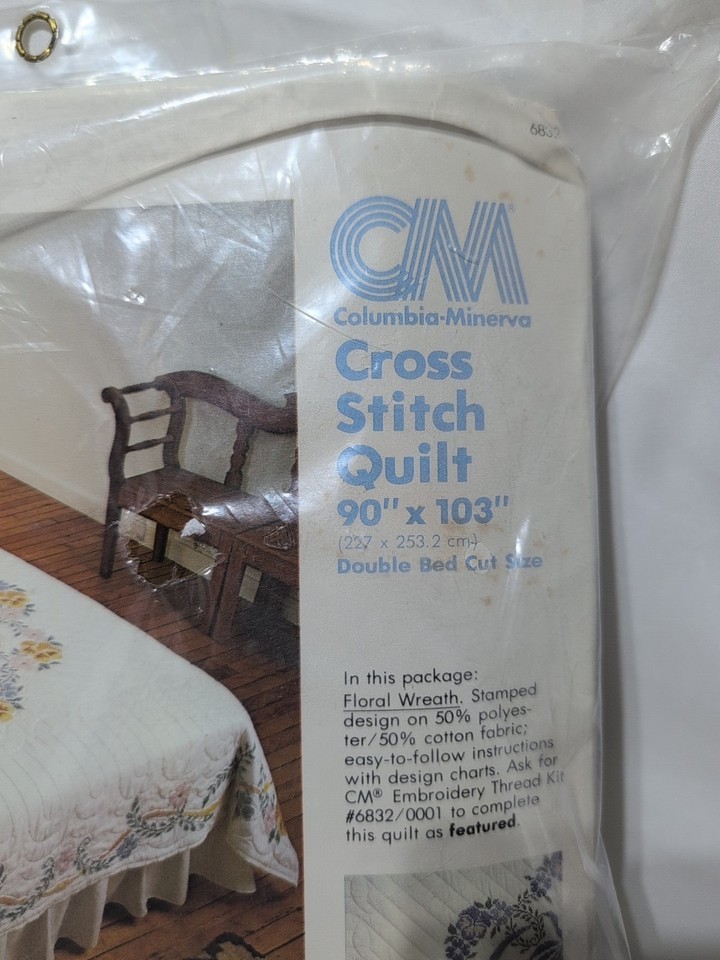 6832
CM®
Columbia-Minerva
Cross
Stitch
Quilt
90" x 103"
(227 x 253.2 cm)
Double Bed Cut Size
In this package:
Floral Wreath. Stamped
design on 50% polyes-
ter/50% cotton fabric;
easy-to-follow instructions
with design charts. Ask for
CM® Embroidery Thread Kit
#6832/0001 to complete
this quilt as featured.